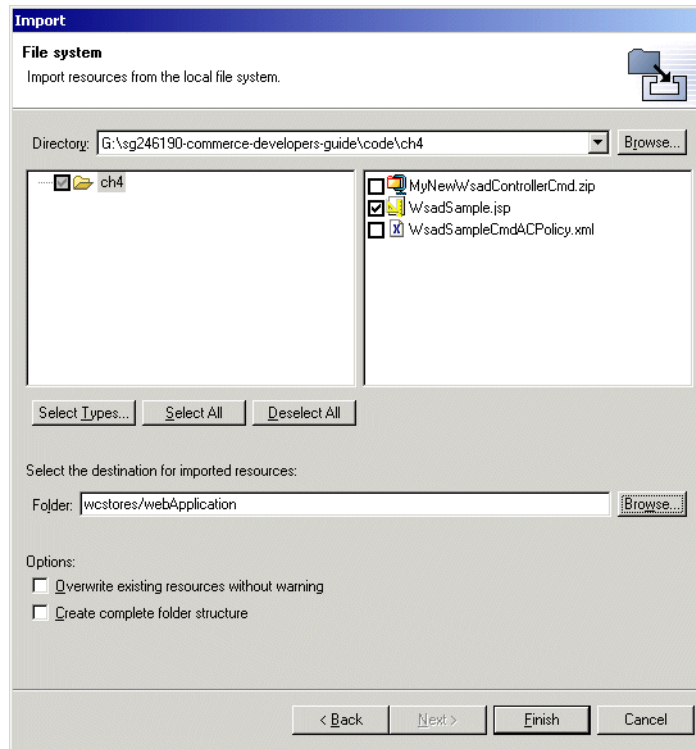 Import
File system
Import resources from the local file system.
Directory: G:\sg246190-commerce-developers-guide\code\ch4 Browse...
ch4
MyNewWsadControllerCmd.zip
WsadSample.jsp
WsadSampleCmdACPolicy.xml
Select Types... Select All Deselect All
Select the destination for imported resources:
Folder: wcstores/webApplication Browse...
Options:
Overwrite existing resources without warning
Create complete folder structure
< Back Next > Finish Cancel